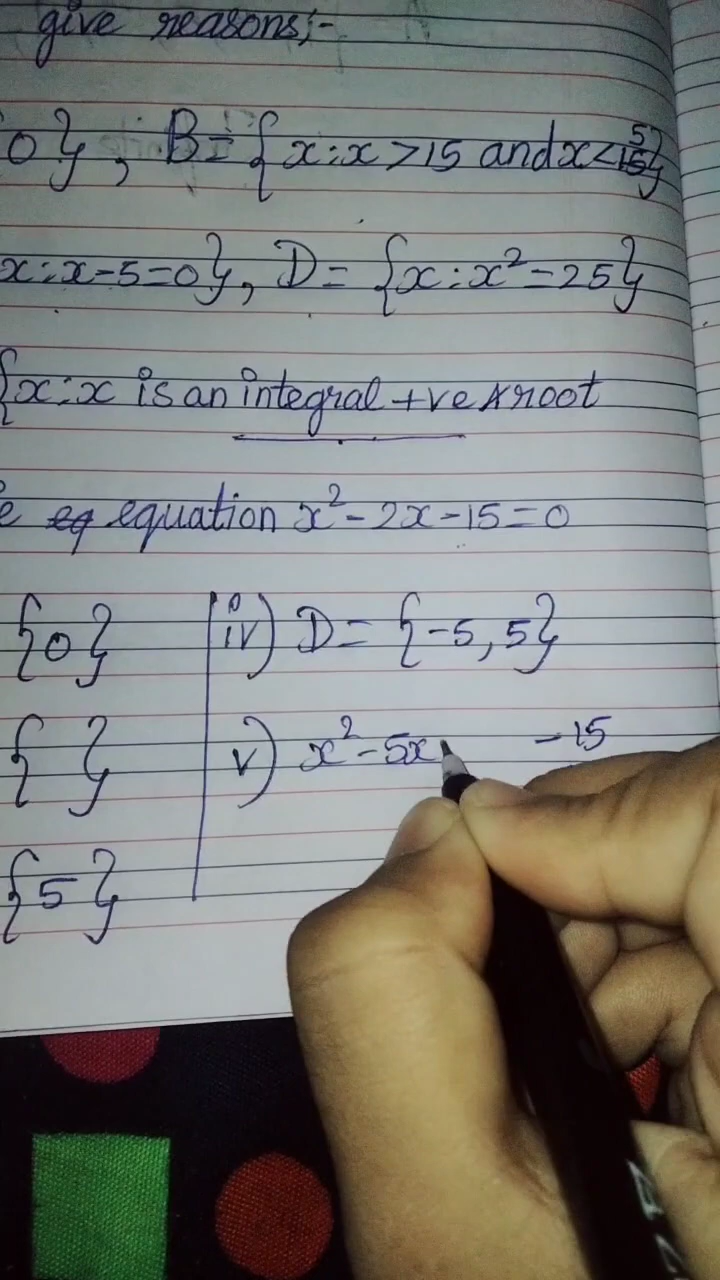 give reasons;-
0}, B={x:x>15 and x<5}
x:x-5=0}, D={x:x²=25}
{x:x is an integral +ve root
e equation x²-2x-15=0
{0} iv) D={-5,5}
{ } v) x²-5x -15
{5}